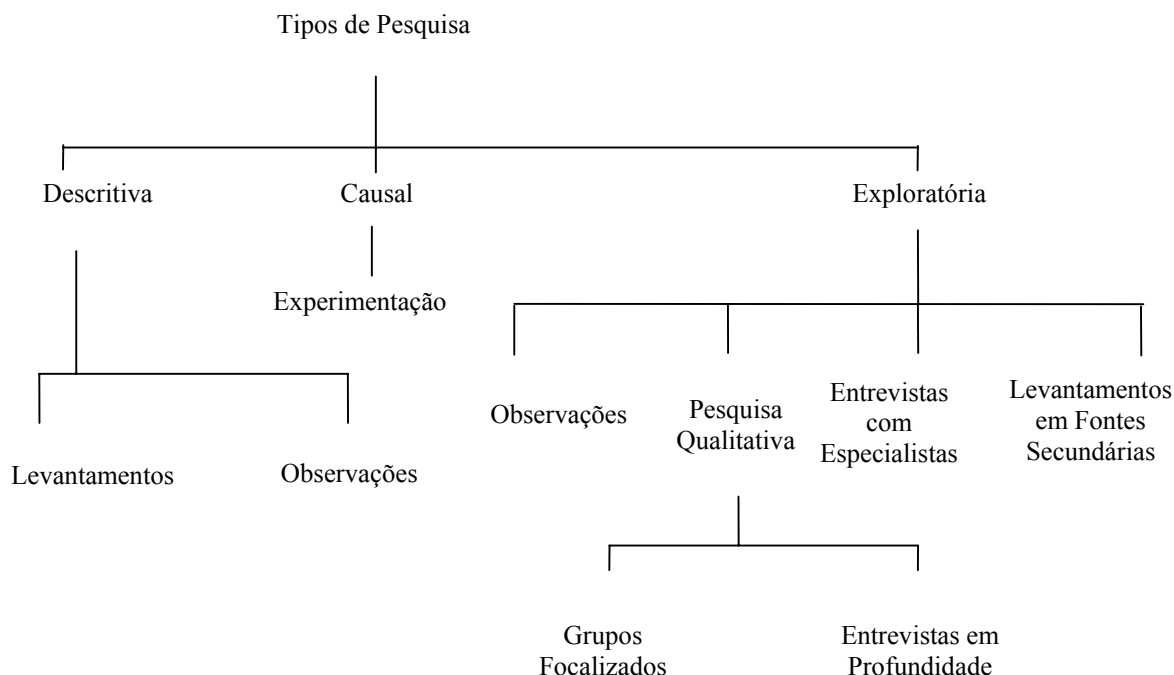 Tipos de Pesquisa
Descritiva
Causal
Exploratória
Experimentação
Levantamentos
Observações
Observações
Pesquisa
Qualitativa
Entrevistas
com
Especialistas
Levantamentos
em Fontes
Secundárias
Grupos
Focalizados
Entrevistas em
Profundidade